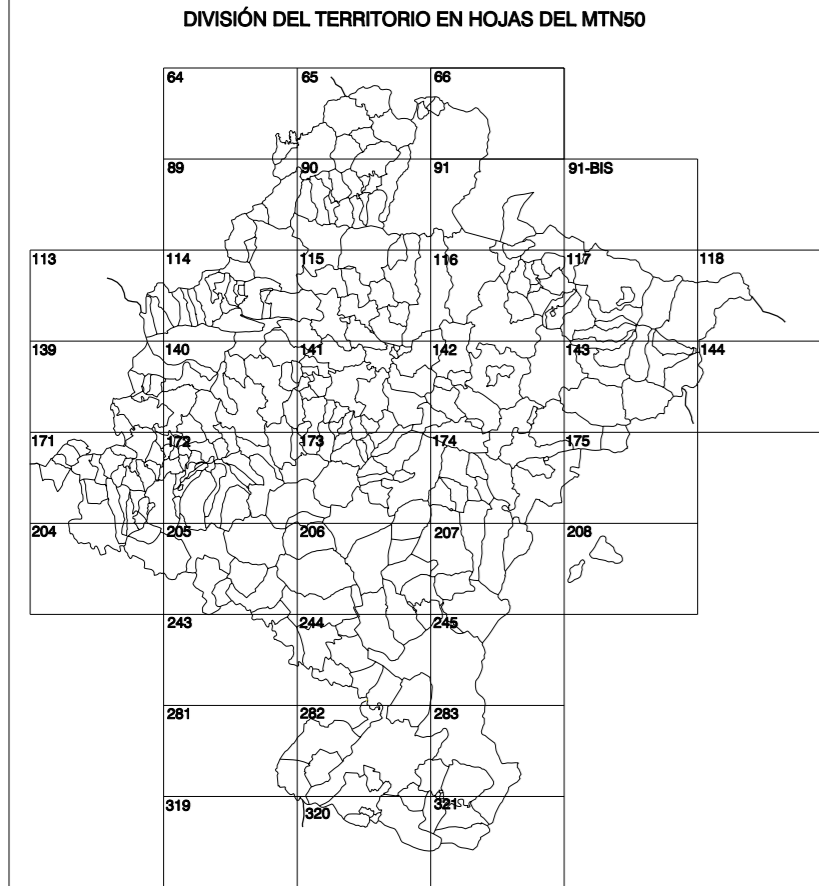 DIVISIÓN DEL TERRITORIO EN HOJAS DEL MTN50
64 65 66
89 90 91 91-BIS
113 114 115 116 117 118
139 140 141 142 143 144
171 172 173 174 175
204 205 206 207 208
243 244 245
281 282 283
319 320 321